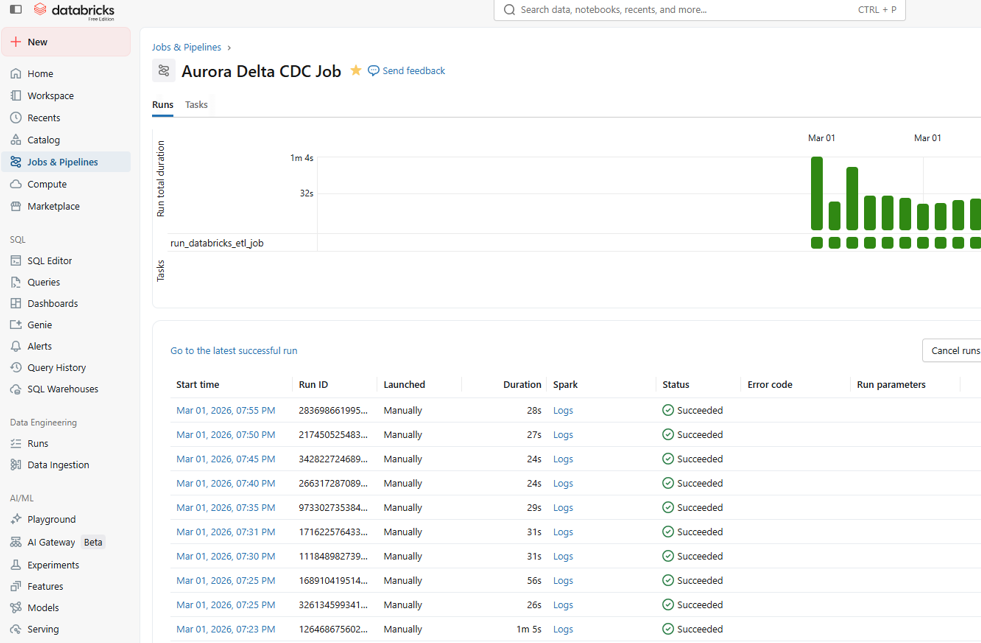 databricks
Free Edition
Search data, notebooks, recents, and more...
CTRL + P
New
Home
Workspace
Recents
Catalog
Jobs & Pipelines
Compute
Marketplace
SQL
SQL Editor
Queries
Dashboards
Genie
Alerts
Query History
SQL Warehouses
Data Engineering
Runs
Data Ingestion
AI/ML
Playground
AI Gateway Beta
Experiments
Features
Models
Serving
Jobs & Pipelines ›
Aurora Delta CDC Job Send feedback
Runs Tasks
Mar 01 Mar 01
Run total duration
1m 4s
32s
run_databricks_etl_job
Tasks
Go to the latest successful run
Cancel runs
Start time Run ID Launched Duration Spark Status Error code Run parameters
Mar 01, 2026, 07:55 PM 283698661995... Manually 28s Logs Succeeded
Mar 01, 2026, 07:50 PM 217450525483... Manually 27s Logs Succeeded
Mar 01, 2026, 07:45 PM 342822724689... Manually 24s Logs Succeeded
Mar 01, 2026, 07:40 PM 266317287089... Manually 24s Logs Succeeded
Mar 01, 2026, 07:35 PM 973302735384... Manually 29s Logs Succeeded
Mar 01, 2026, 07:31 PM 171622576433... Manually 31s Logs Succeeded
Mar 01, 2026, 07:30 PM 111848982739... Manually 31s Logs Succeeded
Mar 01, 2026, 07:25 PM 168910419514... Manually 56s Logs Succeeded
Mar 01, 2026, 07:25 PM 326134599341... Manually 26s Logs Succeeded
Mar 01, 2026, 07:23 PM 126468675602... Manually 1m 5s Logs Succeeded